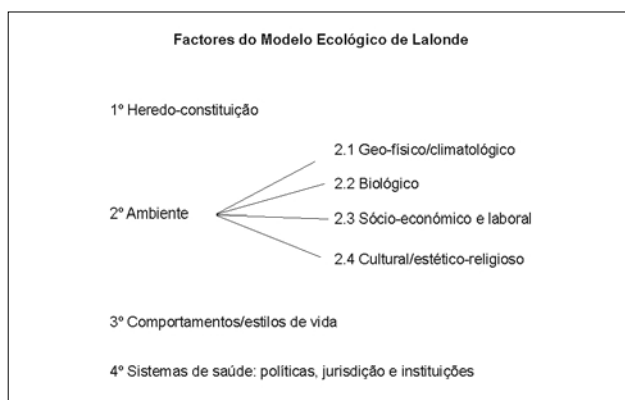 Factores do Modelo Ecológico de Lalonde
1º Heredo-constituição
2.1 Geo-físico/climatológico
2.2 Biológico
2º Ambiente
2.3 Sócio-económico e laboral
2.4 Cultural/estético-religioso
3º Comportamentos/estilos de vida
4º Sistemas de saúde: políticas, jurisdição e instituições